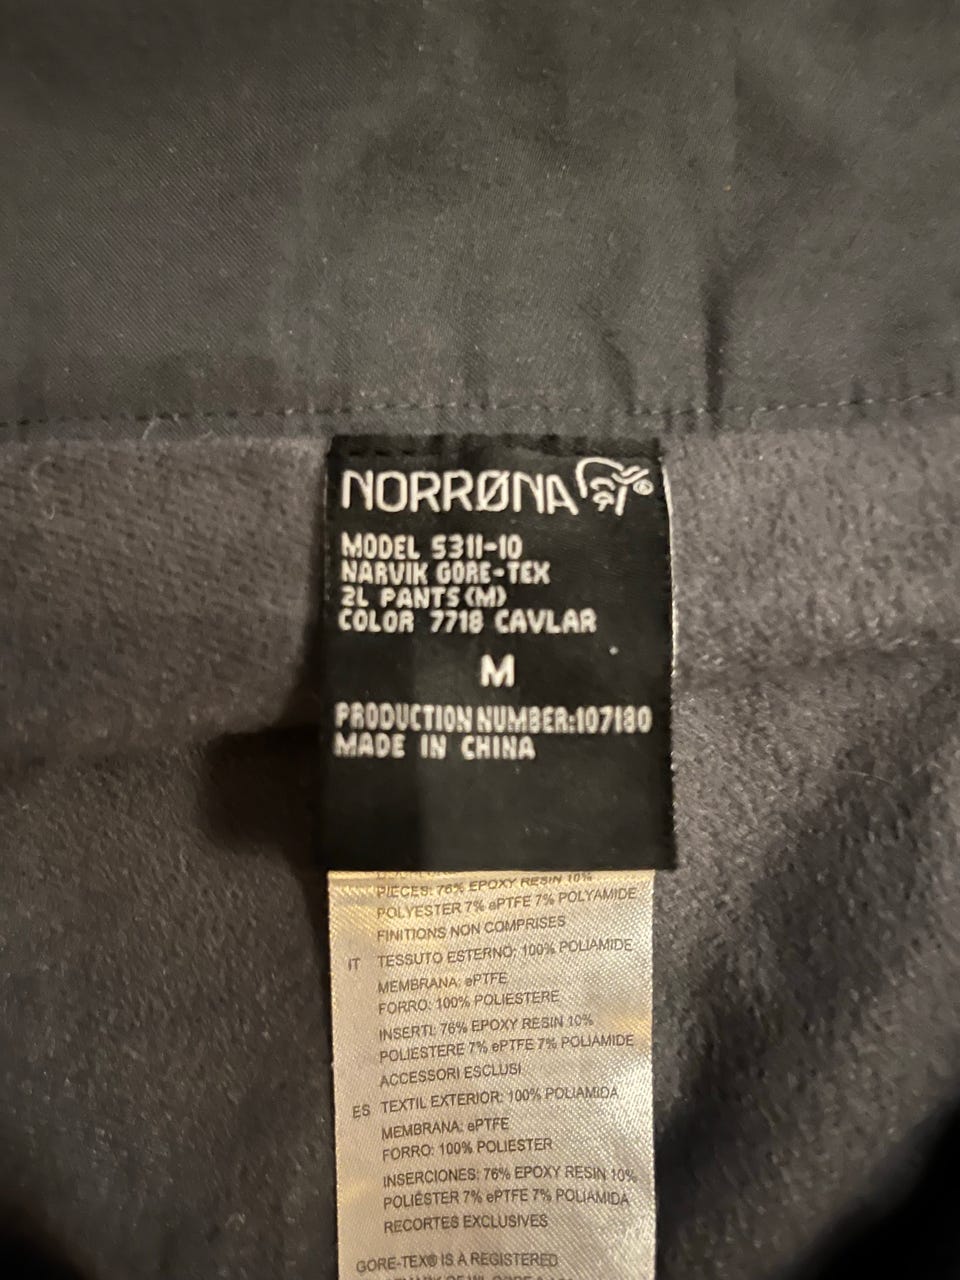 NORRØNA®
MODEL 5311-10
NARVIK GORE-TEX
2L PANTS (M)
COLOR 7718 CAVLAR
M
PRODUCTION NUMBER:107180
MADE IN CHINA
PIECES: 76% EPOXY RESIN 10%
POLYESTER 7% ePTFE 7% POLYAMIDE
FINITIONS NON COMPRISES
IT TESSUTO ESTERNO: 100% POLIAMIDE
MEMBRANA: ePTFE
FORRO: 100% POLIESTERE
INSERTI: 76% EPOXY RESIN 10%
POLIESTERE 7% ePTFE 7% POLIAMIDE
ACCESSORI ESCLUSI
ES TEXTIL EXTERIOR: 100% POLIAMIDA
MEMBRANA: ePTFE
FORRO: 100% POLIESTER
INSERCIONES: 76% EPOXY RESIN 10%
POLIÉSTER 7% ePTFE 7% POLIAMIDA
RECORTES EXCLUSIVES
GORE-TEX® IS A REGISTERED